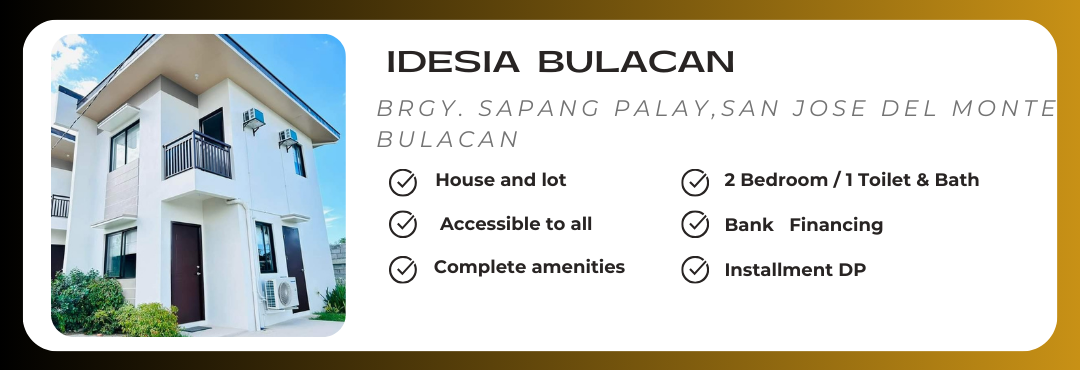 IDESIA BULACAN
BRGY. SAPANG PALAY,SAN JOSE DEL MONTE
BULACAN
House and lot
Accessible to all
Complete amenities
2 Bedroom / 1 Toilet & Bath
Bank Financing
Installment DP